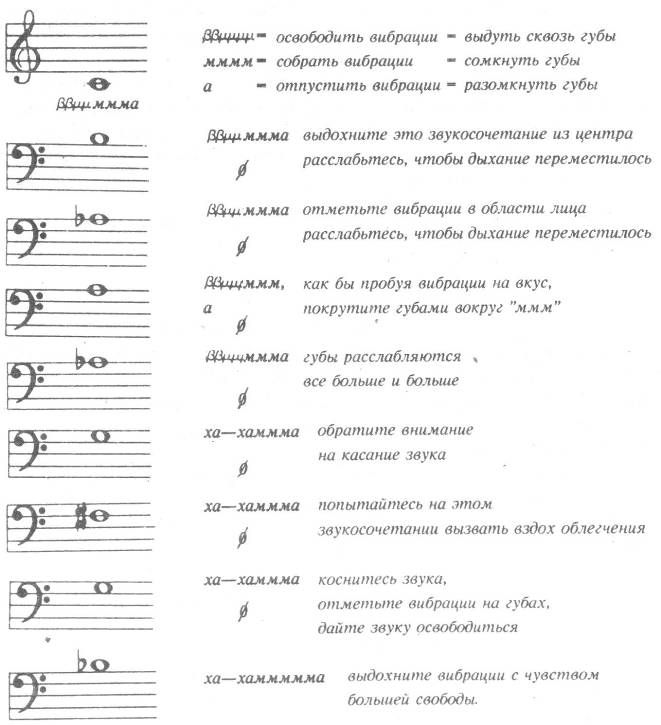 ββμμμμ = освободить вибрации = выдуть сквозь губы
мммм = собрать вибрации = сомкнуть губы
а = отпустить вибрации = разомкнуть губы
ββμμммма
ββμμммма выдохните это звукосочетание из центра
ø расслабьтесь, чтобы дыхание переместилось
ββμμммма отметьте вибрации в области лица
ø расслабьтесь, чтобы дыхание переместилось
ββμμμммм, как бы пробуя вибрации на вкус,
а ø покрутите губами вокруг "ммм"
ββμμммма губы расслабляются
ø все больше и больше
ха—хаммма обратите внимание
ø на касание звука
ха—хаммма попытайтесь на этом
ø звукосочетании вызвать вздох облегчения
ха—хаммма коснитесь звука,
ø отметьте вибрации на губах,
дайте звуку освободиться
ха—хаммммма выдохните вибрации с чувством
большей свободы.